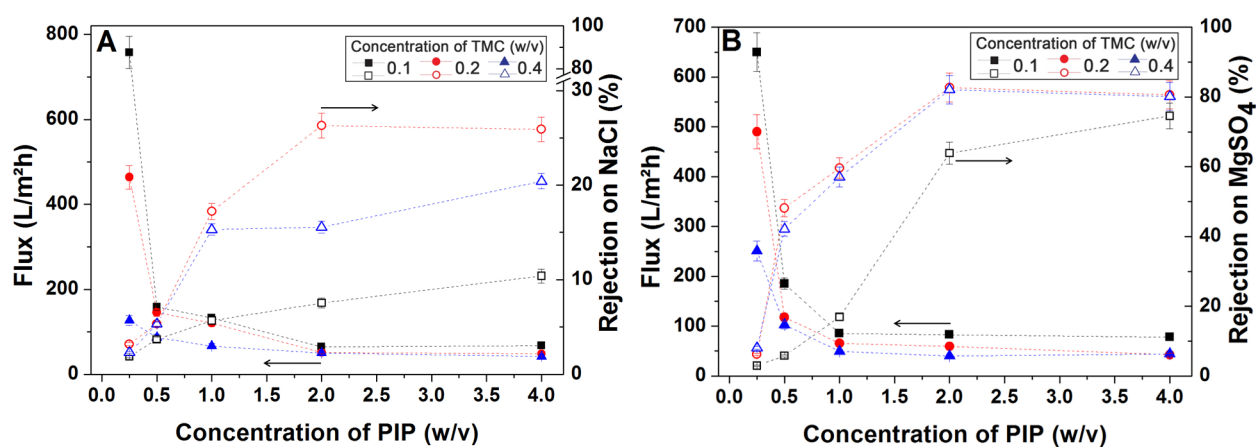 A
Concentration of TMC (w/v)
0.1 0.2 0.4
Flux (L/m²h)
800
600
400
200
0
Rejection on NaCl (%)
100
80
30
20
10
0
0.0 0.5 1.0 1.5 2.0 2.5 3.0 3.5 4.0
Concentration of PIP (w/v)
B
Concentration of TMC (w/v)
0.1 0.2 0.4
Flux (L/m²h)
700
600
500
400
300
200
100
0
Rejection on MgSO₄ (%)
100
80
60
40
20
0
0.0 0.5 1.0 1.5 2.0 2.5 3.0 3.5 4.0
Concentration of PIP (w/v)